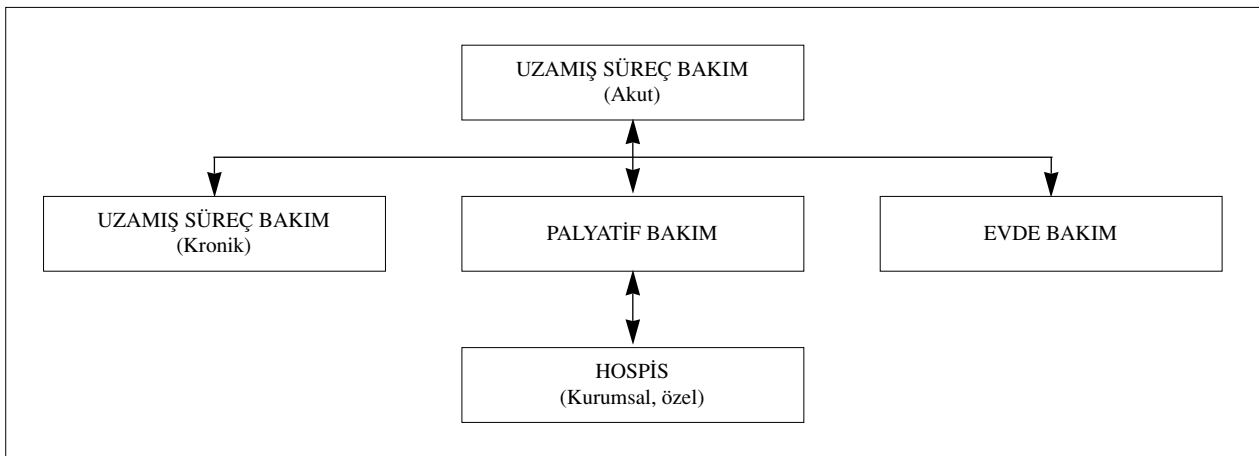 UZAMIŞ SÜREÇ BAKIM
(Akut)
UZAMIŞ SÜREÇ BAKIM
(Kronik)
PALYATİF BAKIM
EVDE BAKIM
HOSPİS
(Kurumsal, özel)